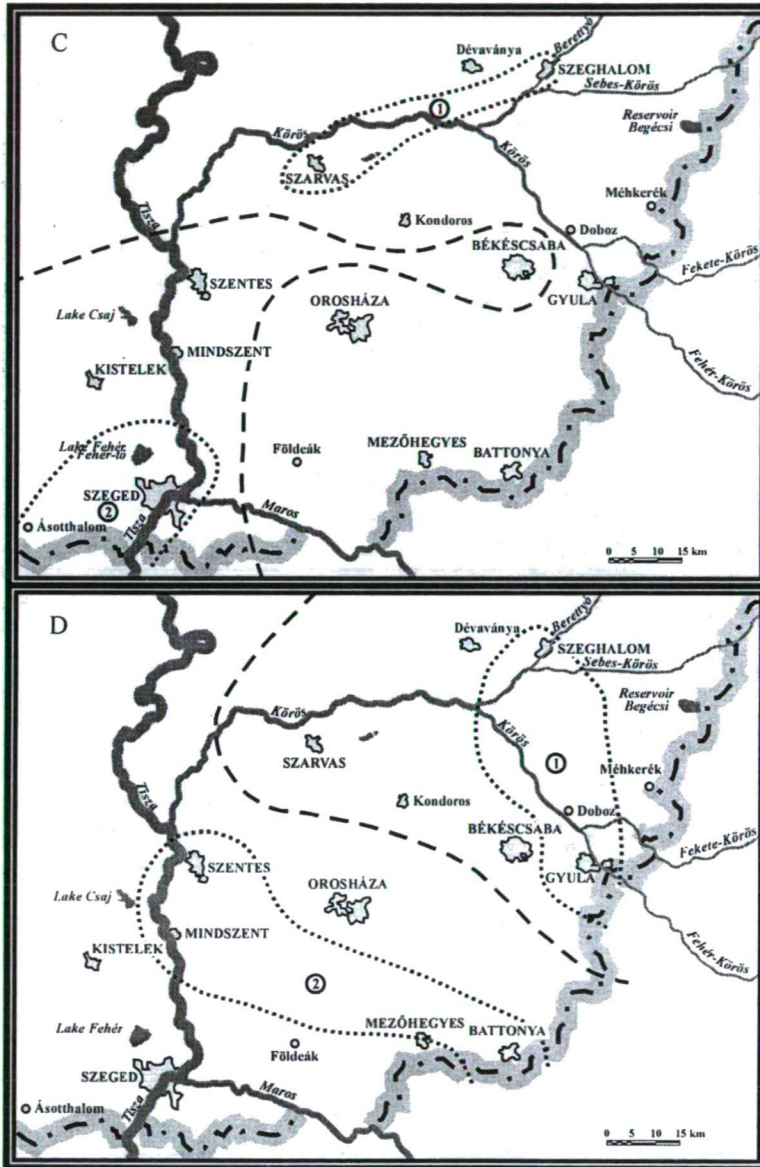 C
Dévaványa
Berettyó
SZEGHALOM
Sebes-Körös
Reservoir
Begécsi
1
Körös
Körös
SZARVAS
Méhkerék
Tisza
Kondoros
Doboz
BÉKÉSCSABA
Fekete-Körös
SZENTES
GYULA
Lake Csaj
OROSHÁZA
Fehér-Körös
MINDSZENT
KISTELEK
Lake Fehér
Fehér-tó
Földeák
MEZŐHEGYES
BATTONYA
SZEGED
2
Maros
Ásotthalom
Tisza
0 5 10 15 km
D
Dévaványa
Berettyó
SZEGHALOM
Sebes-Körös
Reservoir
Begécsi
Körös
Körös
SZARVAS
1
Méhkerék
Tisza
Kondoros
Doboz
BÉKÉSCSABA
Fekete-Körös
SZENTES
GYULA
Lake Csaj
OROSHÁZA
Fehér-Körös
MINDSZENT
KISTELEK
2
Lake Fehér
Földeák
MEZŐHEGYES
BATTONYA
SZEGED
Maros
Ásotthalom
Tisza
0 5 10 15 km